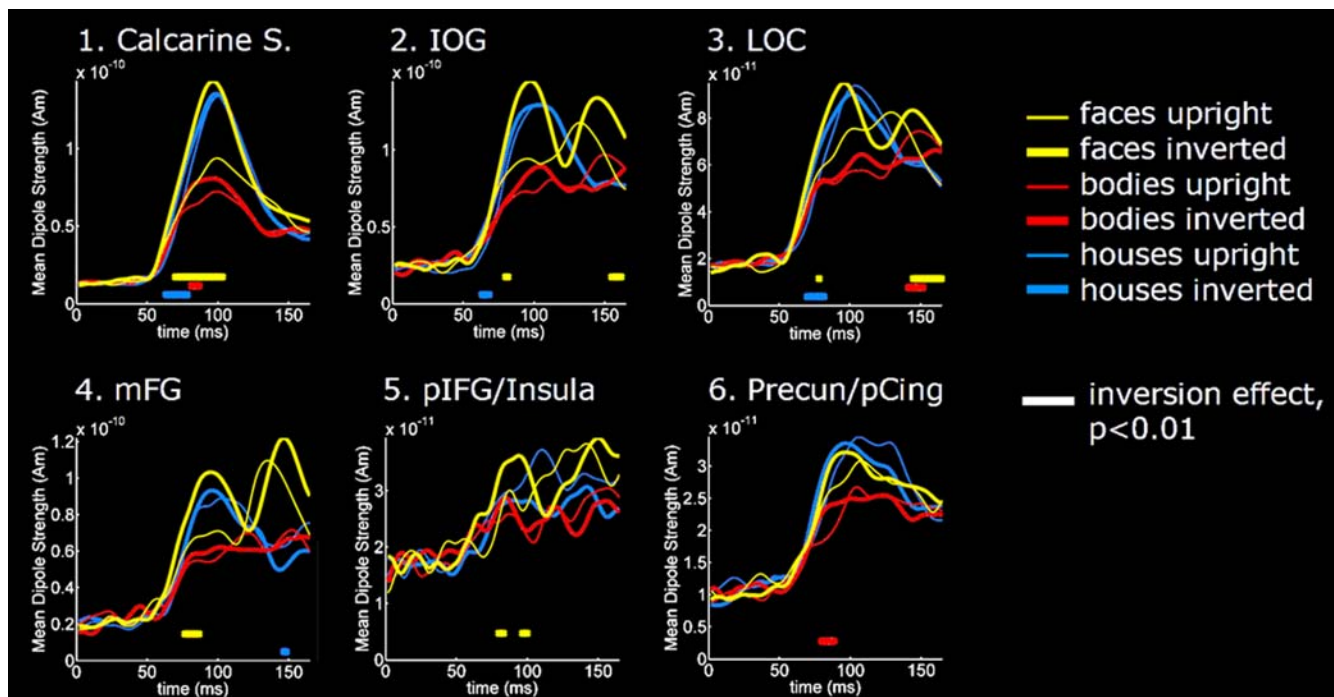 1. Calcarine S.
x 10⁻¹⁰
Mean Dipole Strength (Am)
1
0.5
0
0 50 100 150
time (ms)
2. IOG
x 10⁻¹⁰
Mean Dipole Strength (Am)
1
0.5
0
0 50 100 150
time (ms)
3. LOC
x 10⁻¹¹
Mean Dipole Strength (Am)
8
6
4
2
0
0 50 100 150
time (ms)
faces upright
faces inverted
bodies upright
bodies inverted
houses upright
houses inverted
4. mFG
x 10⁻¹⁰
Mean Dipole Strength (Am)
1.2
1
0.8
0.6
0.4
0.2
0
0 50 100 150
time (ms)
5. pIFG/Insula
x 10⁻¹¹
Mean Dipole Strength (Am)
3
2
1
0
0 50 100 150
time (ms)
6. Precun/pCing
x 10⁻¹¹
Mean Dipole Strength (Am)
3
2.5
2
1.5
1
0.5
0
0 50 100 150
time (ms)
inversion effect,
p<0.01